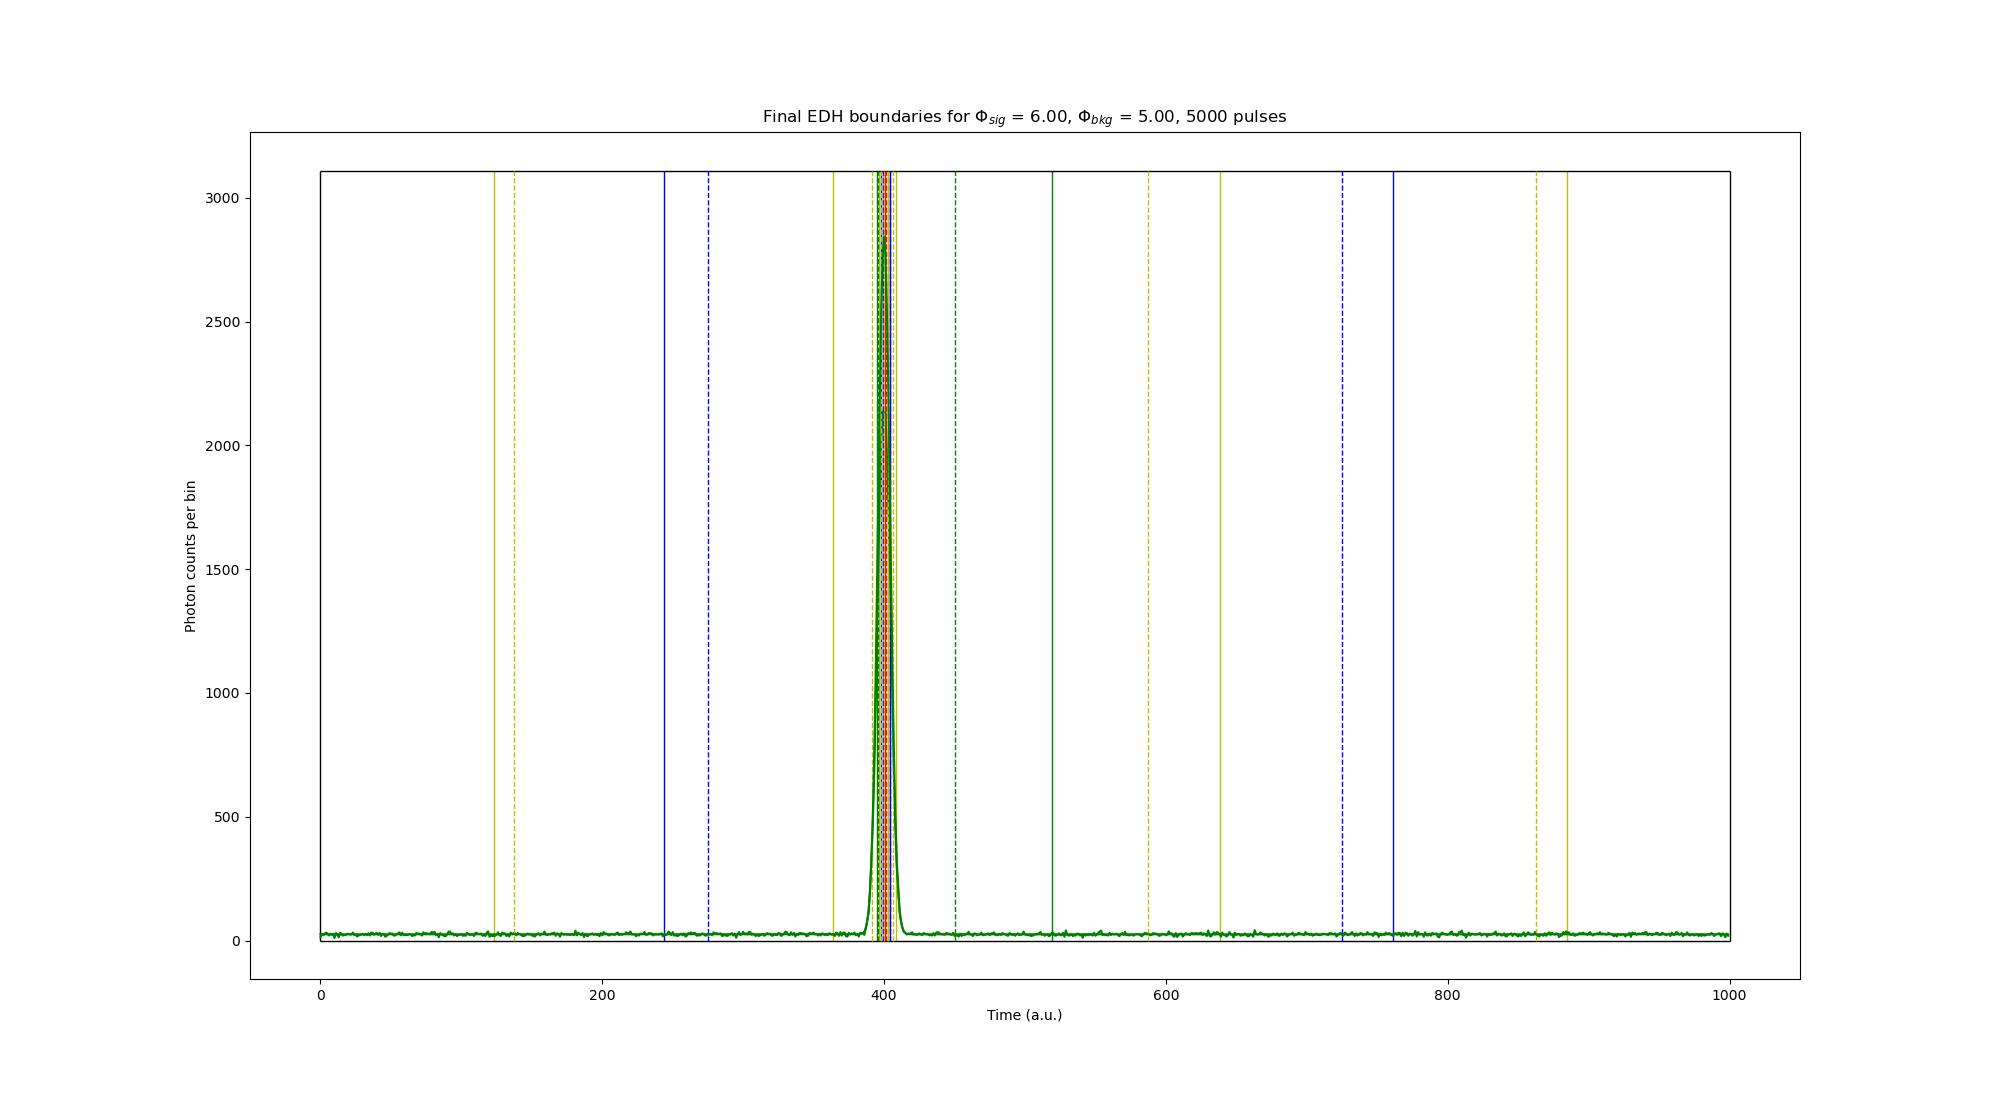 Final EDH boundaries for Φsig = 6.00, Φbkg = 5.00, 5000 pulses
Photon counts per bin
3000
2500
2000
1500
1000
500
0
0 200 400 600 800 1000
Time (a.u.)